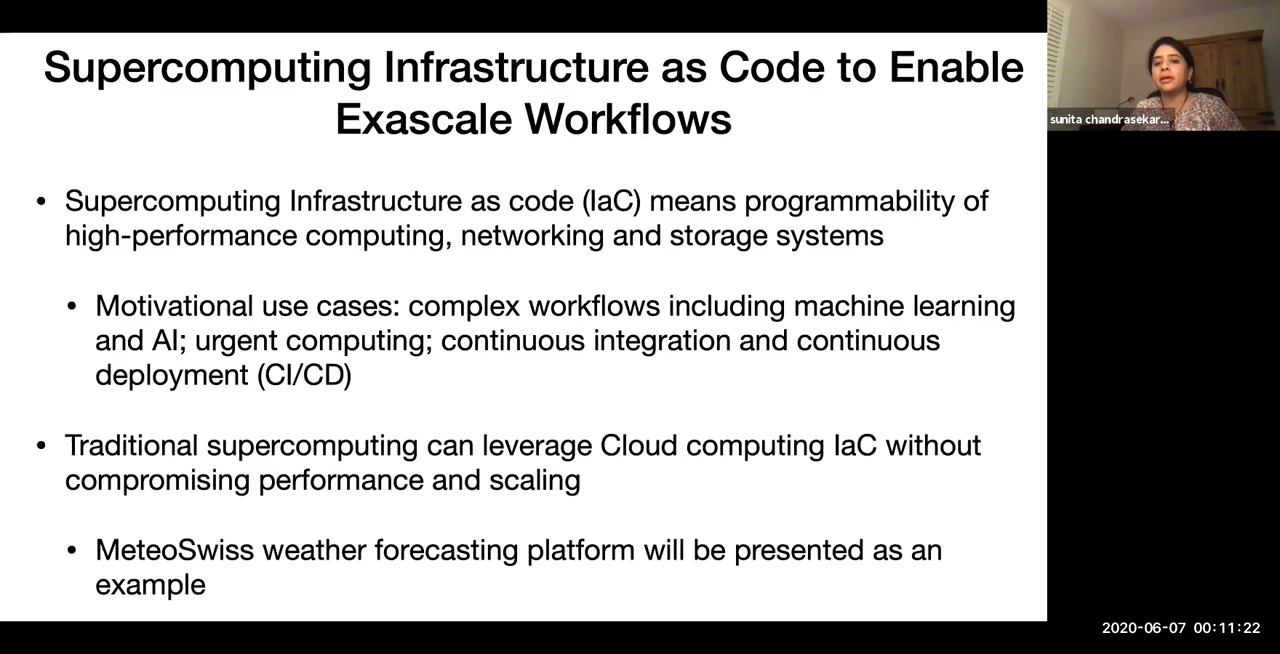 Supercomputing Infrastructure as Code to Enable
Exascale Workflows
• Supercomputing Infrastructure as code (IaC) means programmability of
high-performance computing, networking and storage systems
• Motivational use cases: complex workflows including machine learning
and AI; urgent computing; continuous integration and continuous
deployment (CI/CD)
• Traditional supercomputing can leverage Cloud computing IaC without
compromising performance and scaling
• MeteoSwiss weather forecasting platform will be presented as an
example
sunita chandrasekar...
2020-06-07 00:11:22